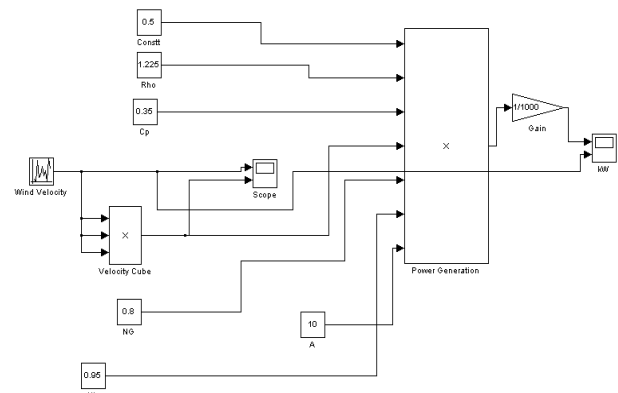 0.5
Constt
1.225
Rho
0.35
Cp
1/1000
Gain
kW
Wind Velocity
Scope
X
Velocity Cube
X
Power Generation
0.8
NG
10
A
0.95